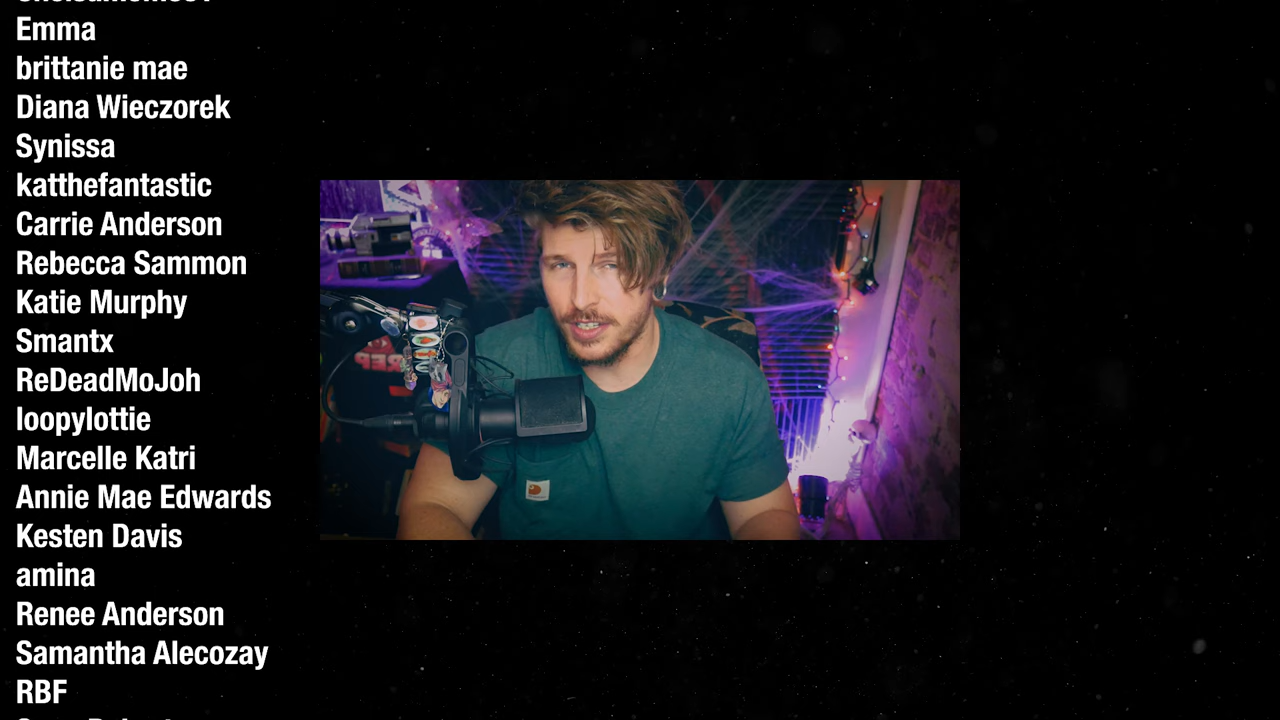 Emma
brittanie mae
Diana Wieczorek
Synissa
katthefantastic
Carrie Anderson
Rebecca Sammon
Katie Murphy
Smantx
ReDeadMoJoh
loopylottie
Marcelle Katri
Annie Mae Edwards
Kesten Davis
amina
Renee Anderson
Samantha Alecozay
RBF